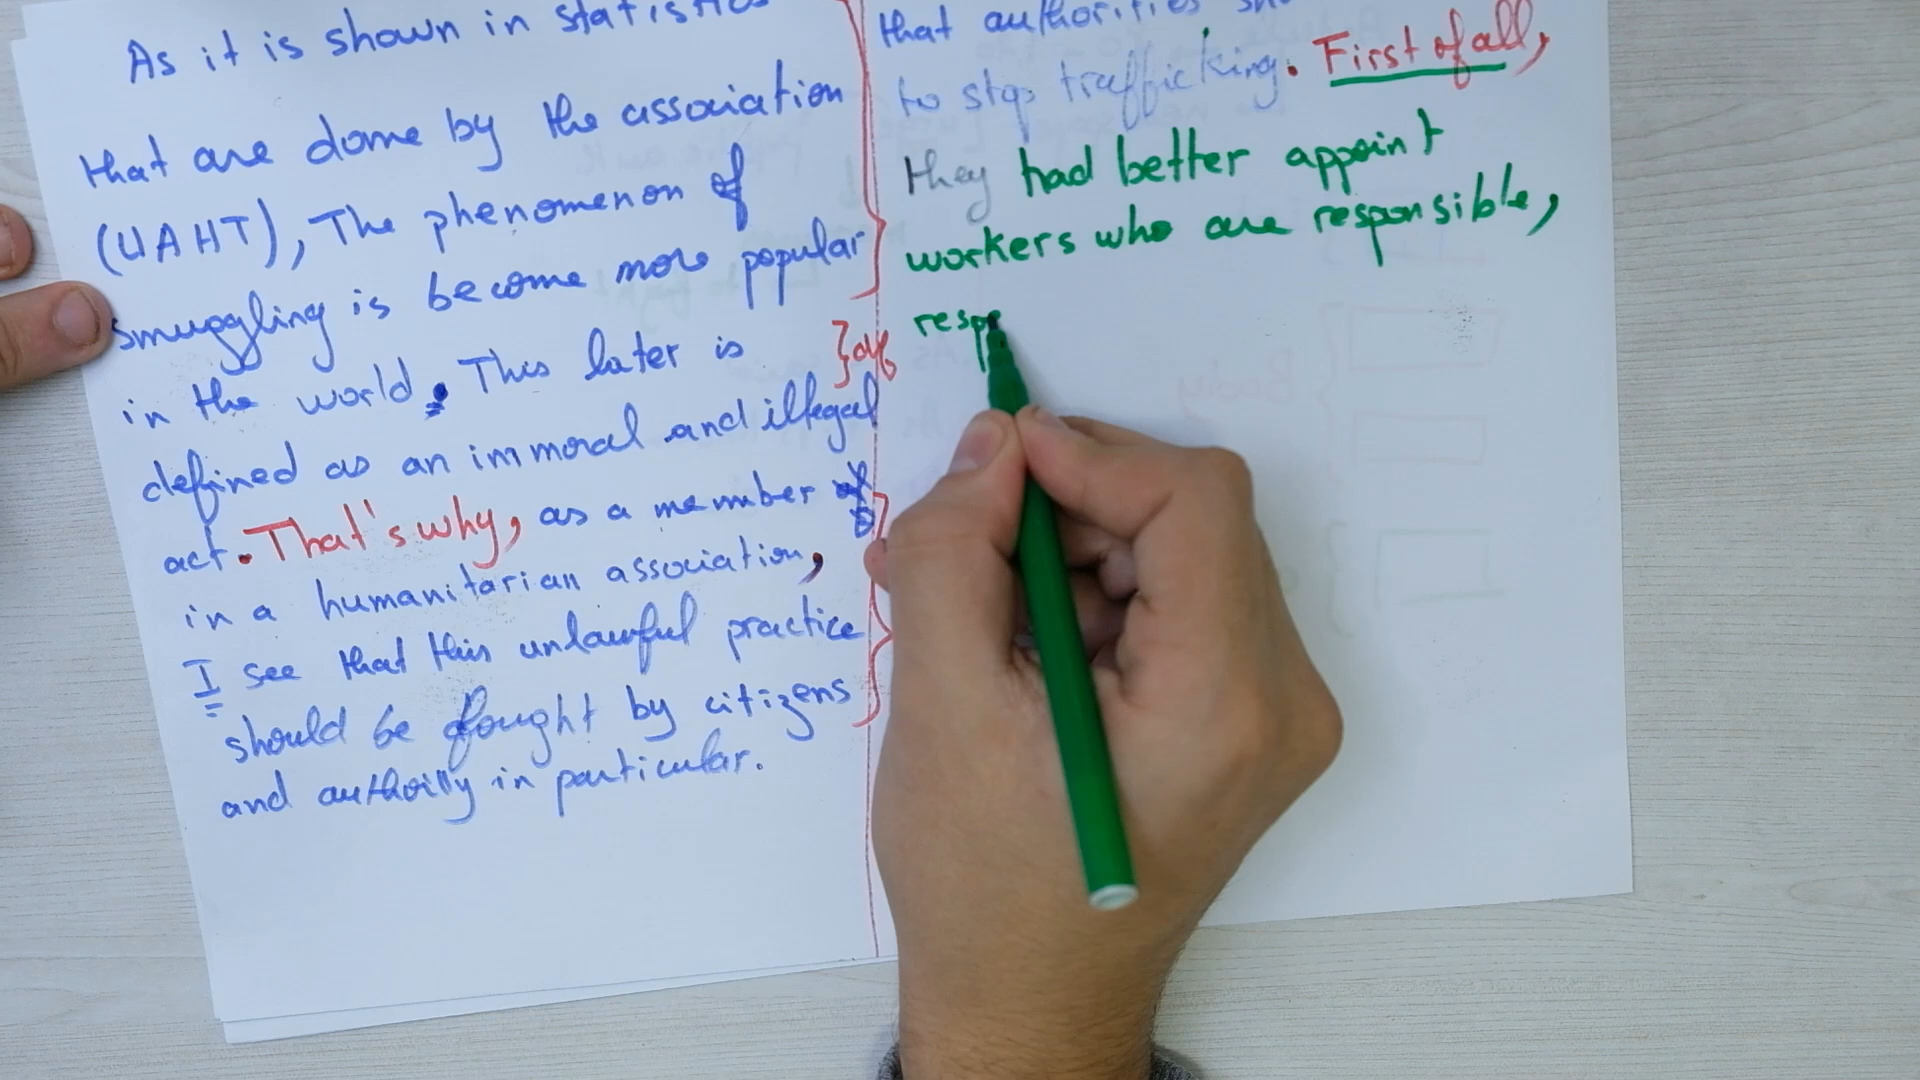 As it is shown in statistics
that are dome by the association
(UAHT), The phenomenon of
smuggling is become more popular
in the world. This later is
defined as an immoral and illegal
act. That's why, as a member
in a humanitarian association,
I see that this unlawful practice
should be fought by citizens
and authority in particular.
that authorities
to stop trafficking. First of all,
they had better appoint
workers who are responsible,
resp